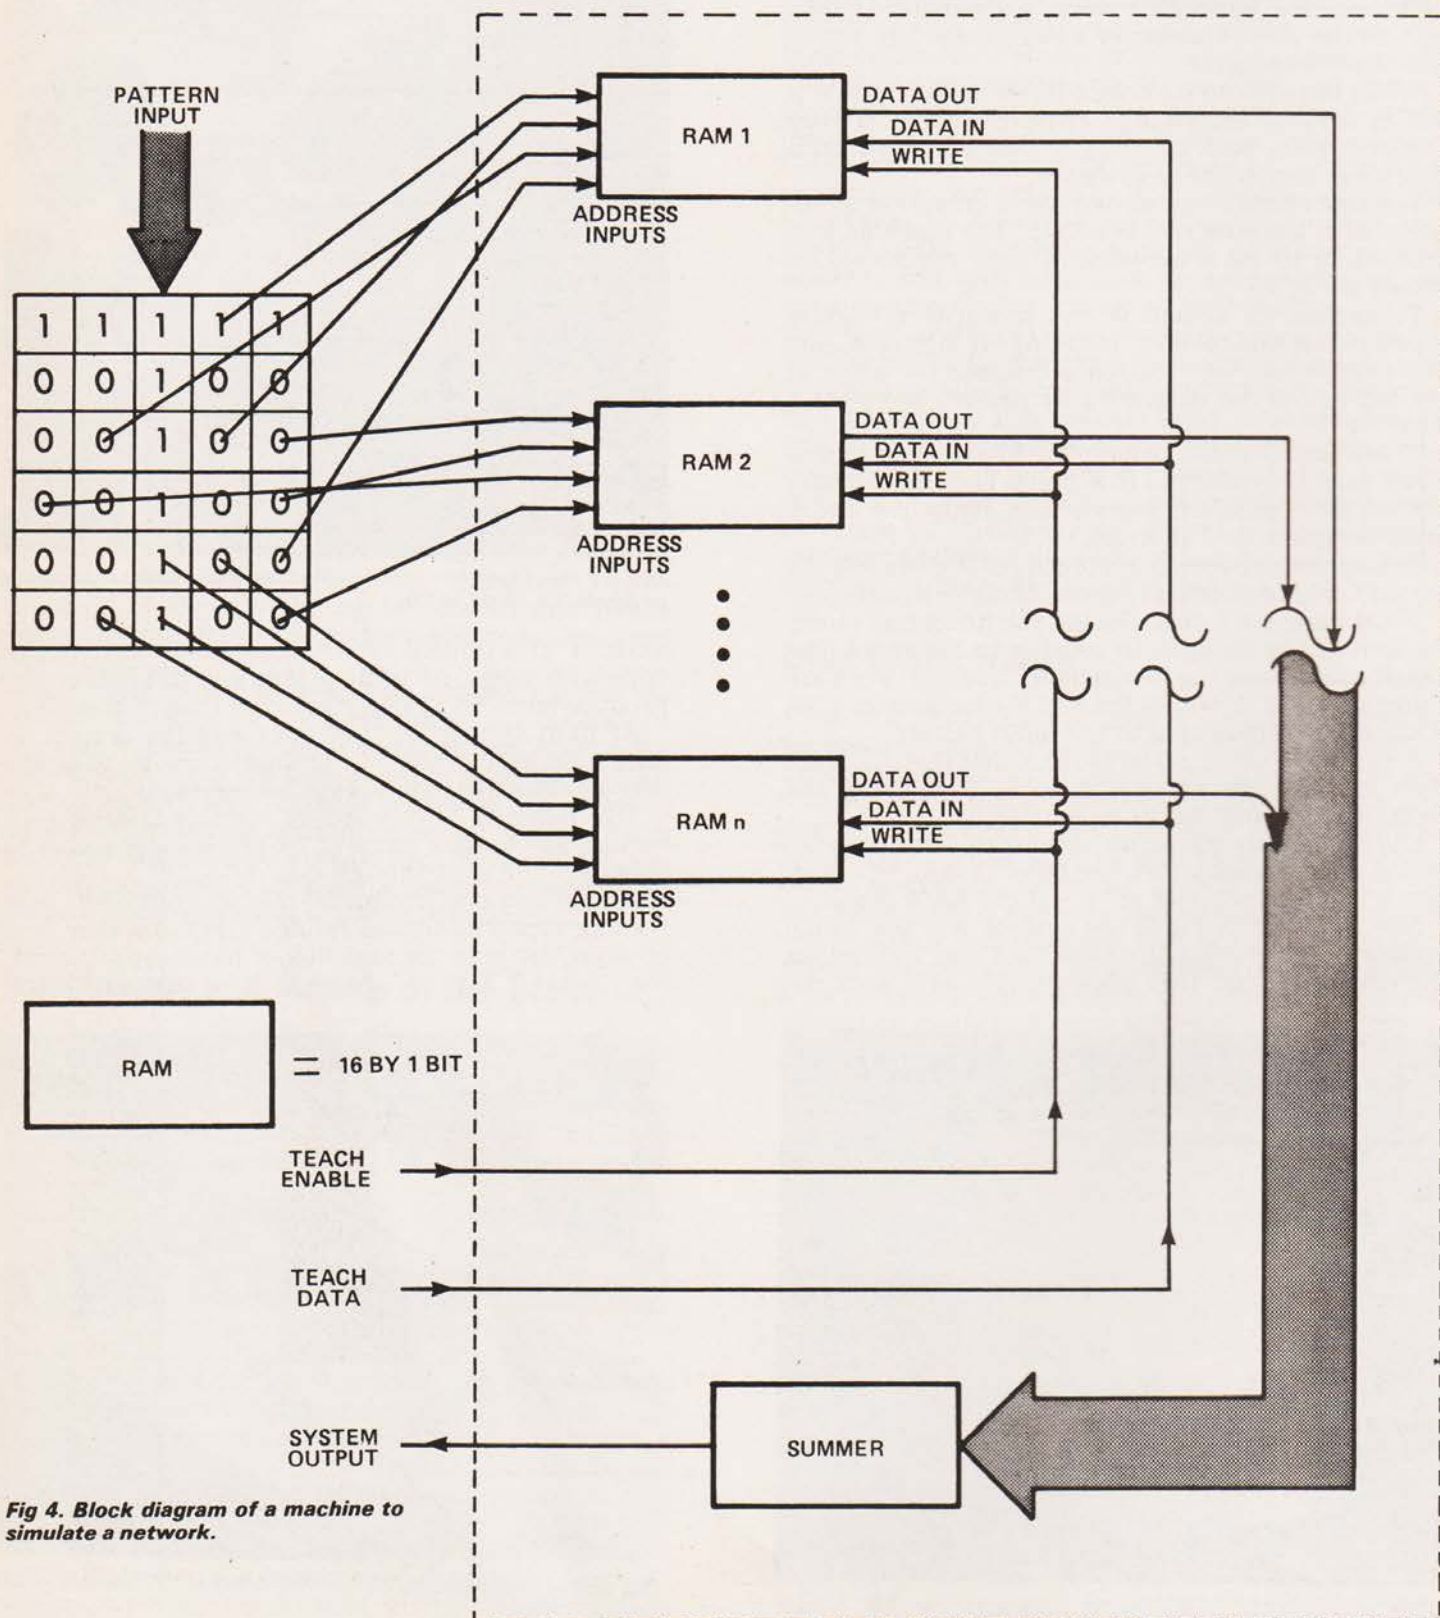 PATTERN
INPUT
1 1 1 1 1
0 0 1 0 0
0 0 1 0 0
0 0 1 0 0
0 0 1 0 0
0 0 1 0 0
RAM 1
DATA OUT
DATA IN
WRITE
ADDRESS
INPUTS
RAM 2
DATA OUT
DATA IN
WRITE
ADDRESS
INPUTS
RAM n
DATA OUT
DATA IN
WRITE
ADDRESS
INPUTS
RAM
= 16 BY 1 BIT
TEACH
ENABLE
TEACH
DATA
SYSTEM
OUTPUT
SUMMER
Fig 4. Block diagram of a machine to
simulate a network.